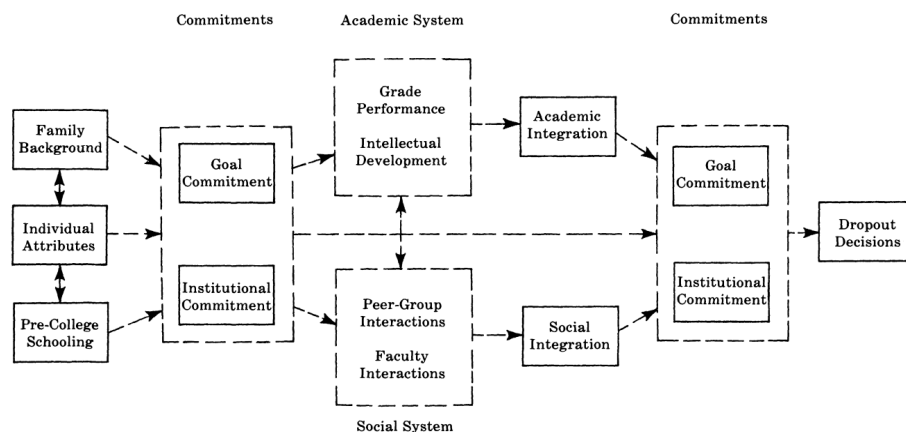 Commitments
Academic System
Commitments
Family
Background
Individual
Attributes
Pre-College
Schooling
Goal
Commitment
Institutional
Commitment
Grade
Performance
Intellectual
Development
Peer-Group
Interactions
Faculty
Interactions
Social System
Academic
Integration
Social
Integration
Goal
Commitment
Institutional
Commitment
Dropout
Decisions